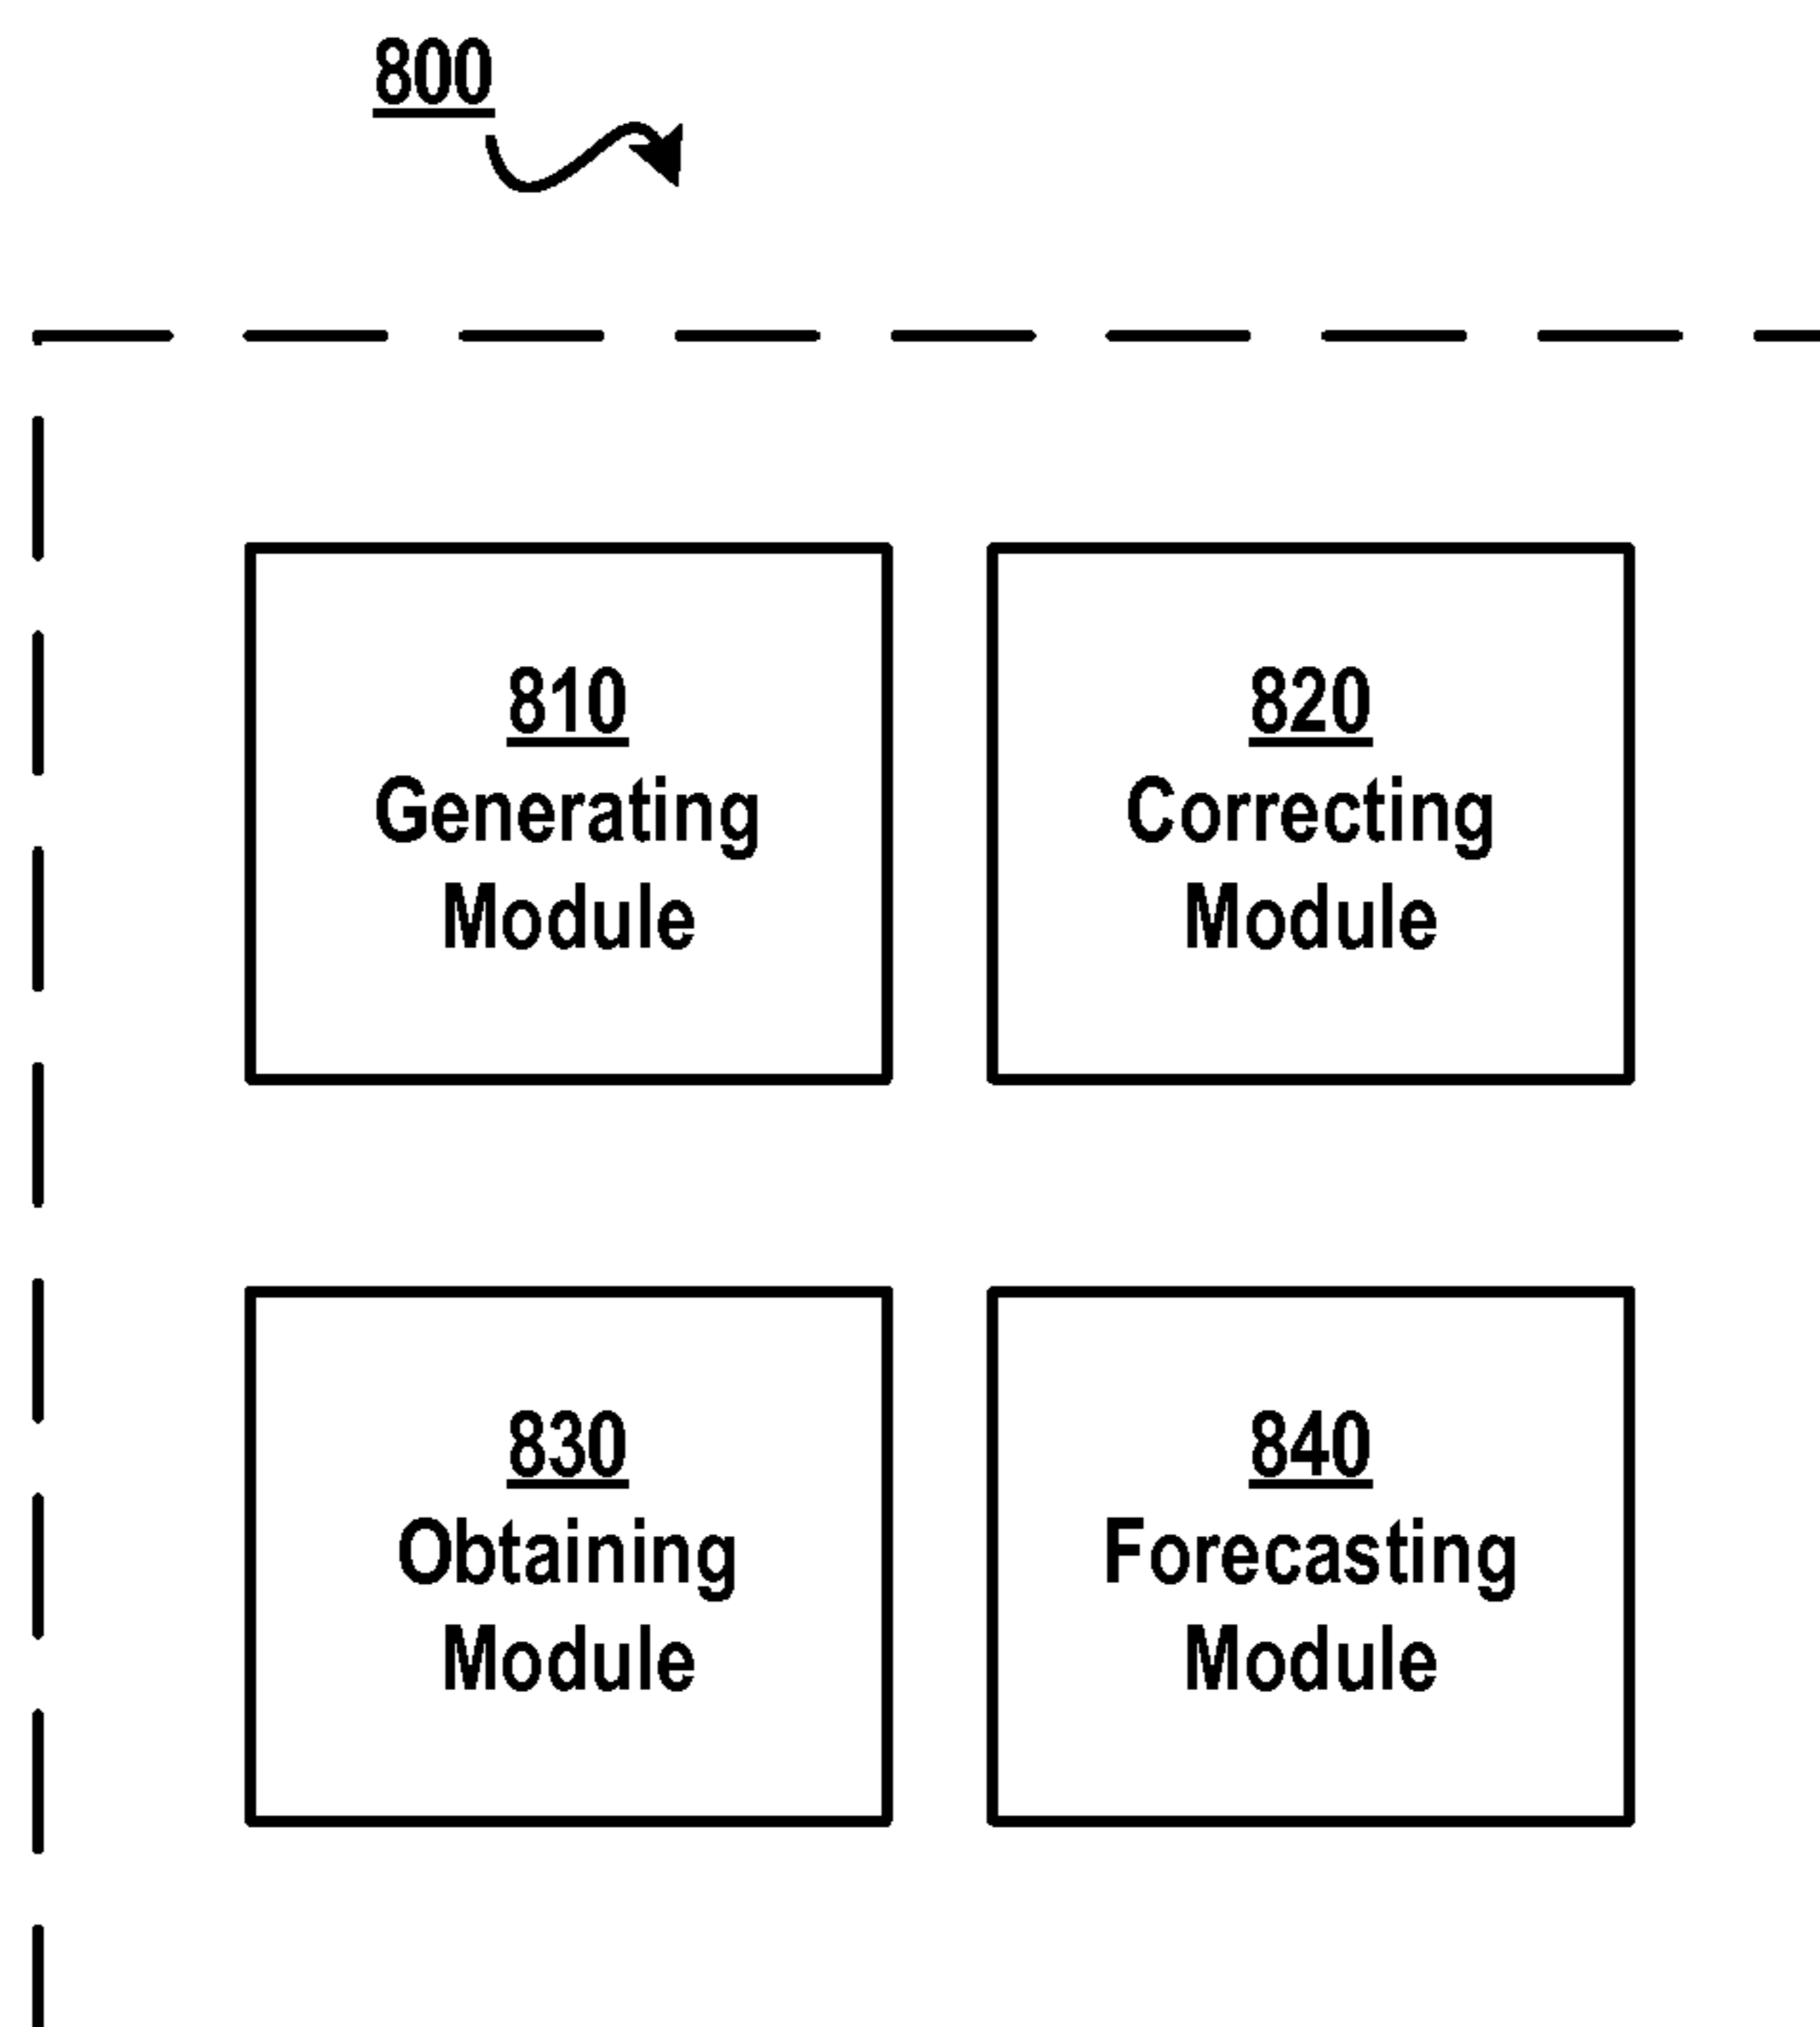 800
810
Generating
Module
820
Correcting
Module
830
Obtaining
Module
840
Forecasting
Module